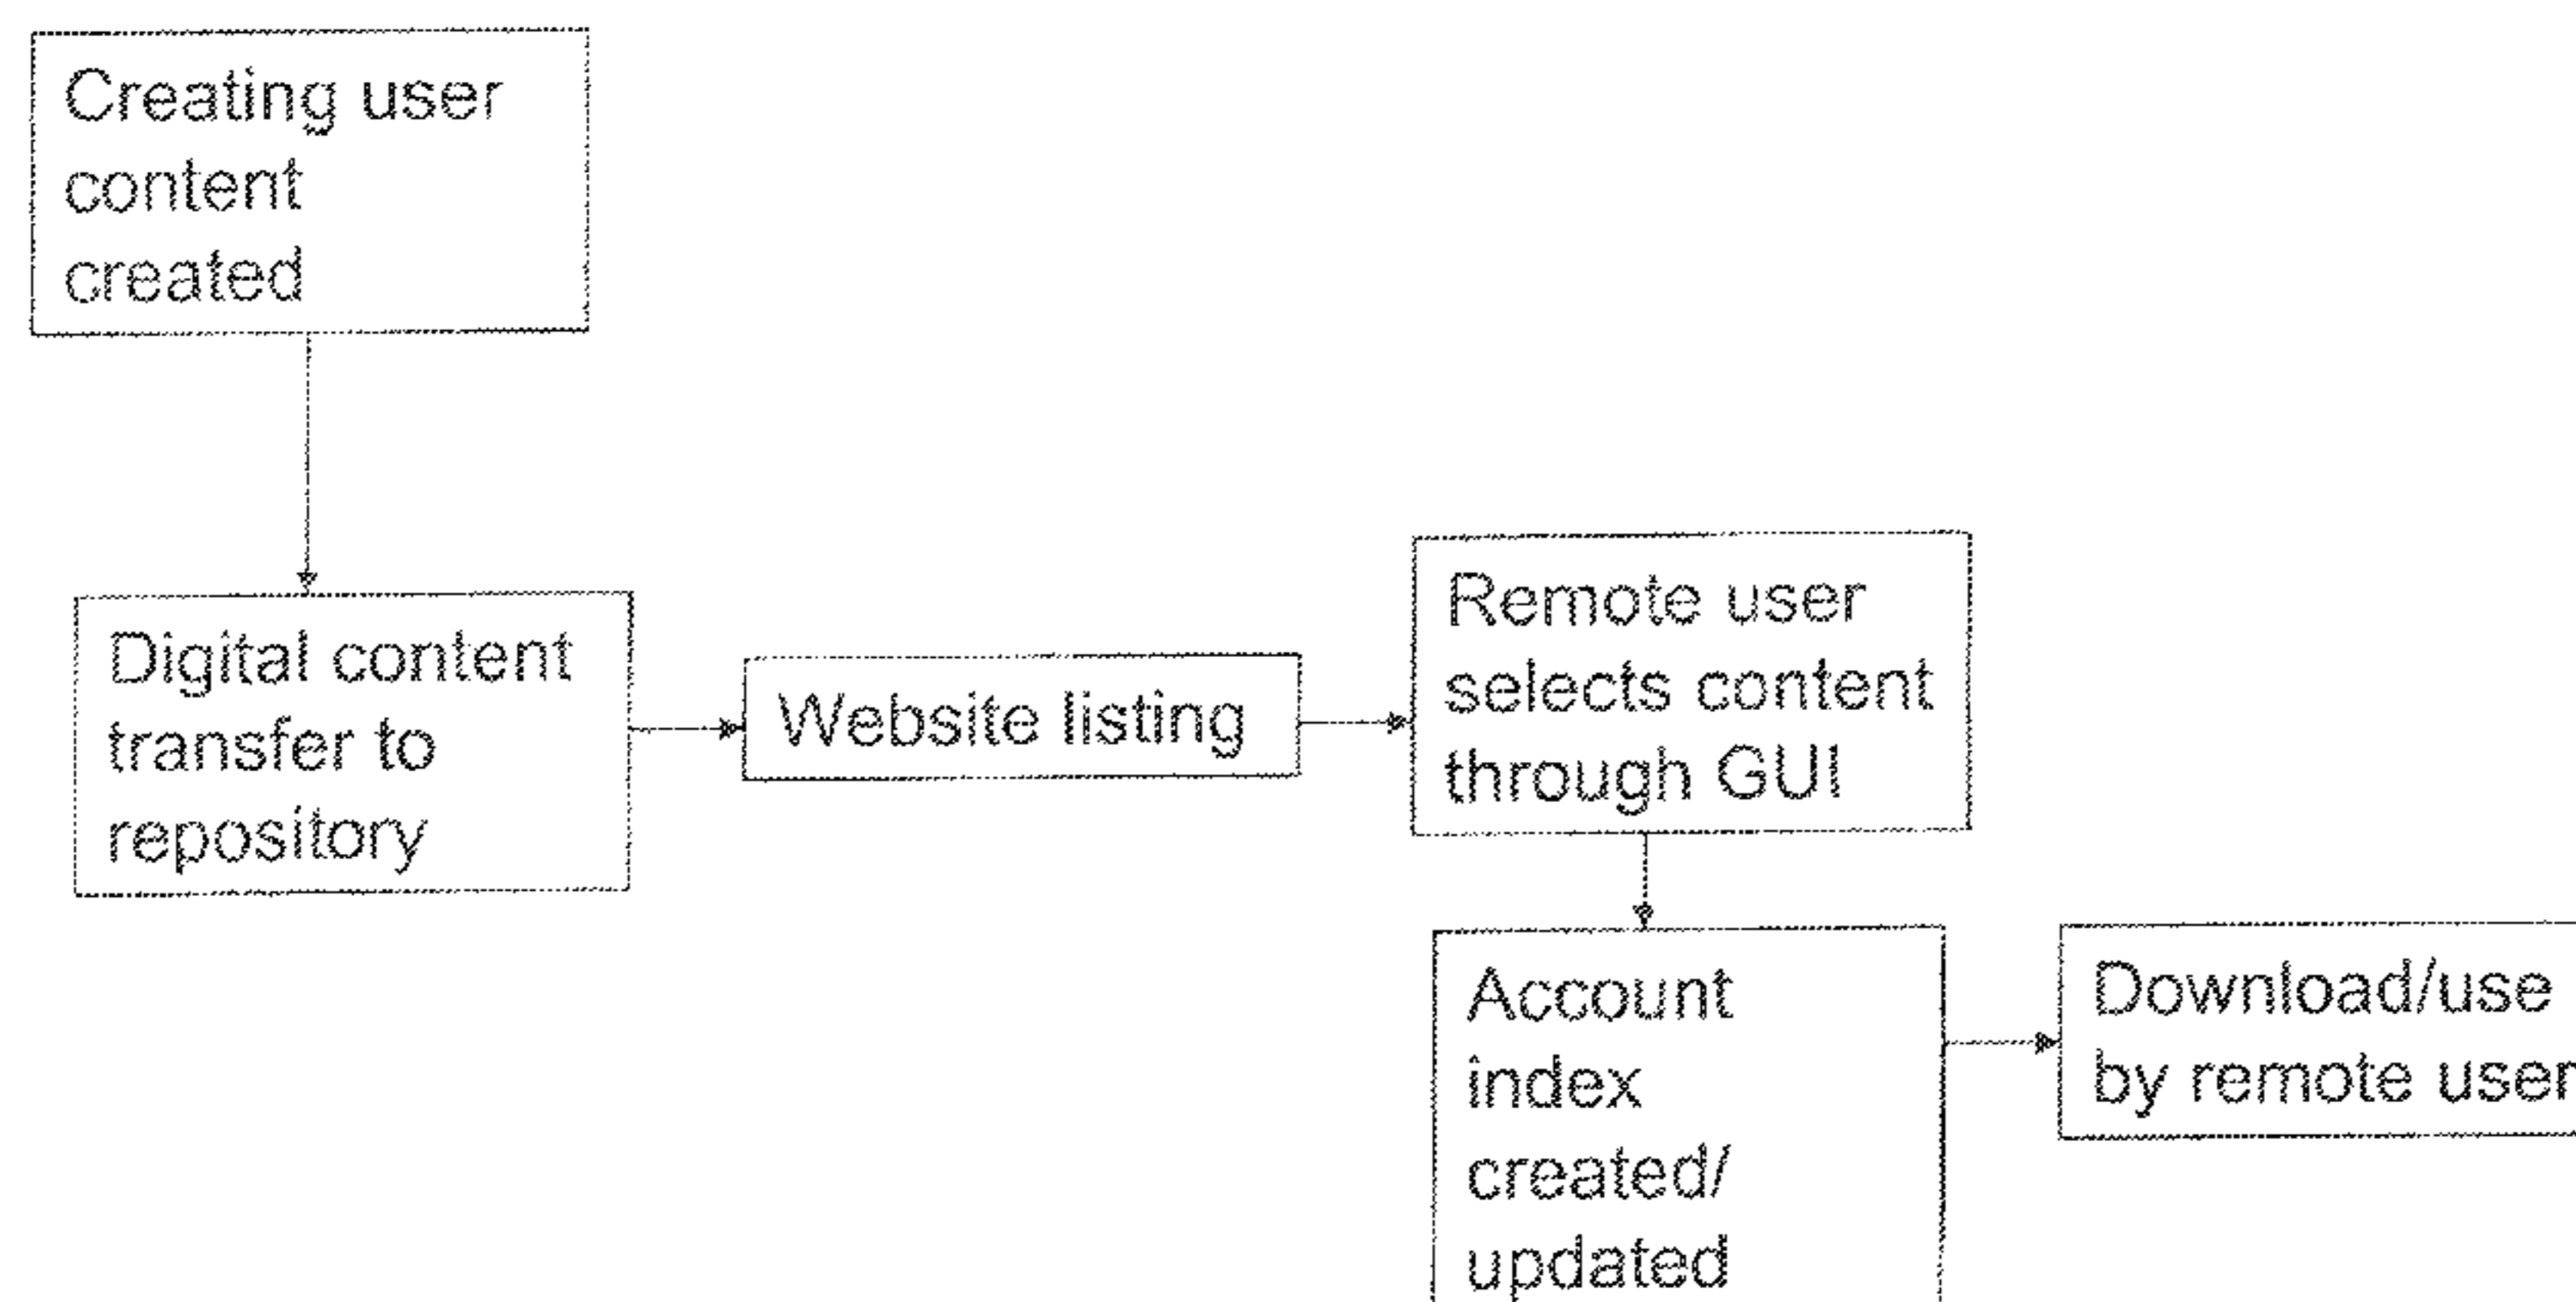 Creating user
content
created
Digital content
transfer to
repository
Website listing
Remote user
selects content
through GUI
Account
index
created/
updated
Download/use
by remote user